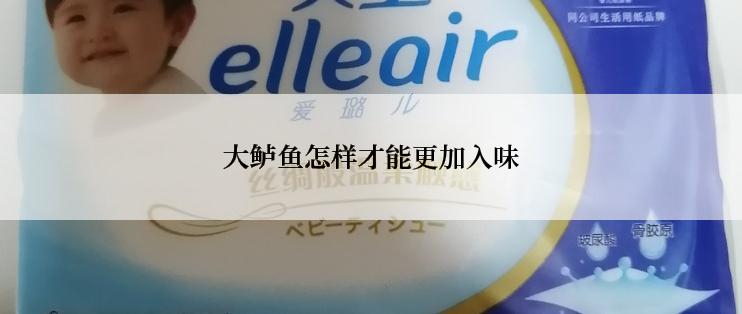 同公司生活用纸品牌
elleair
爱璐儿
大鲈鱼怎样才能更加入味
丝绸般温柔触感
ベビーティシュー
玻尿酸
骨胶原